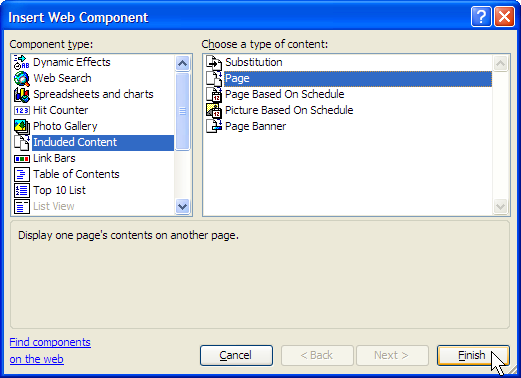 Insert Web Component
Component type:
Dynamic Effects
Web Search
Spreadsheets and charts
Hit Counter
Photo Gallery
Included Content
Link Bars
Table of Contents
Top 10 List
List View
Choose a type of content:
Substitution
Page
Page Based On Schedule
Picture Based On Schedule
Page Banner
Display one page's contents on another page.
Find components
on the web
Cancel
< Back
Next >
Finish